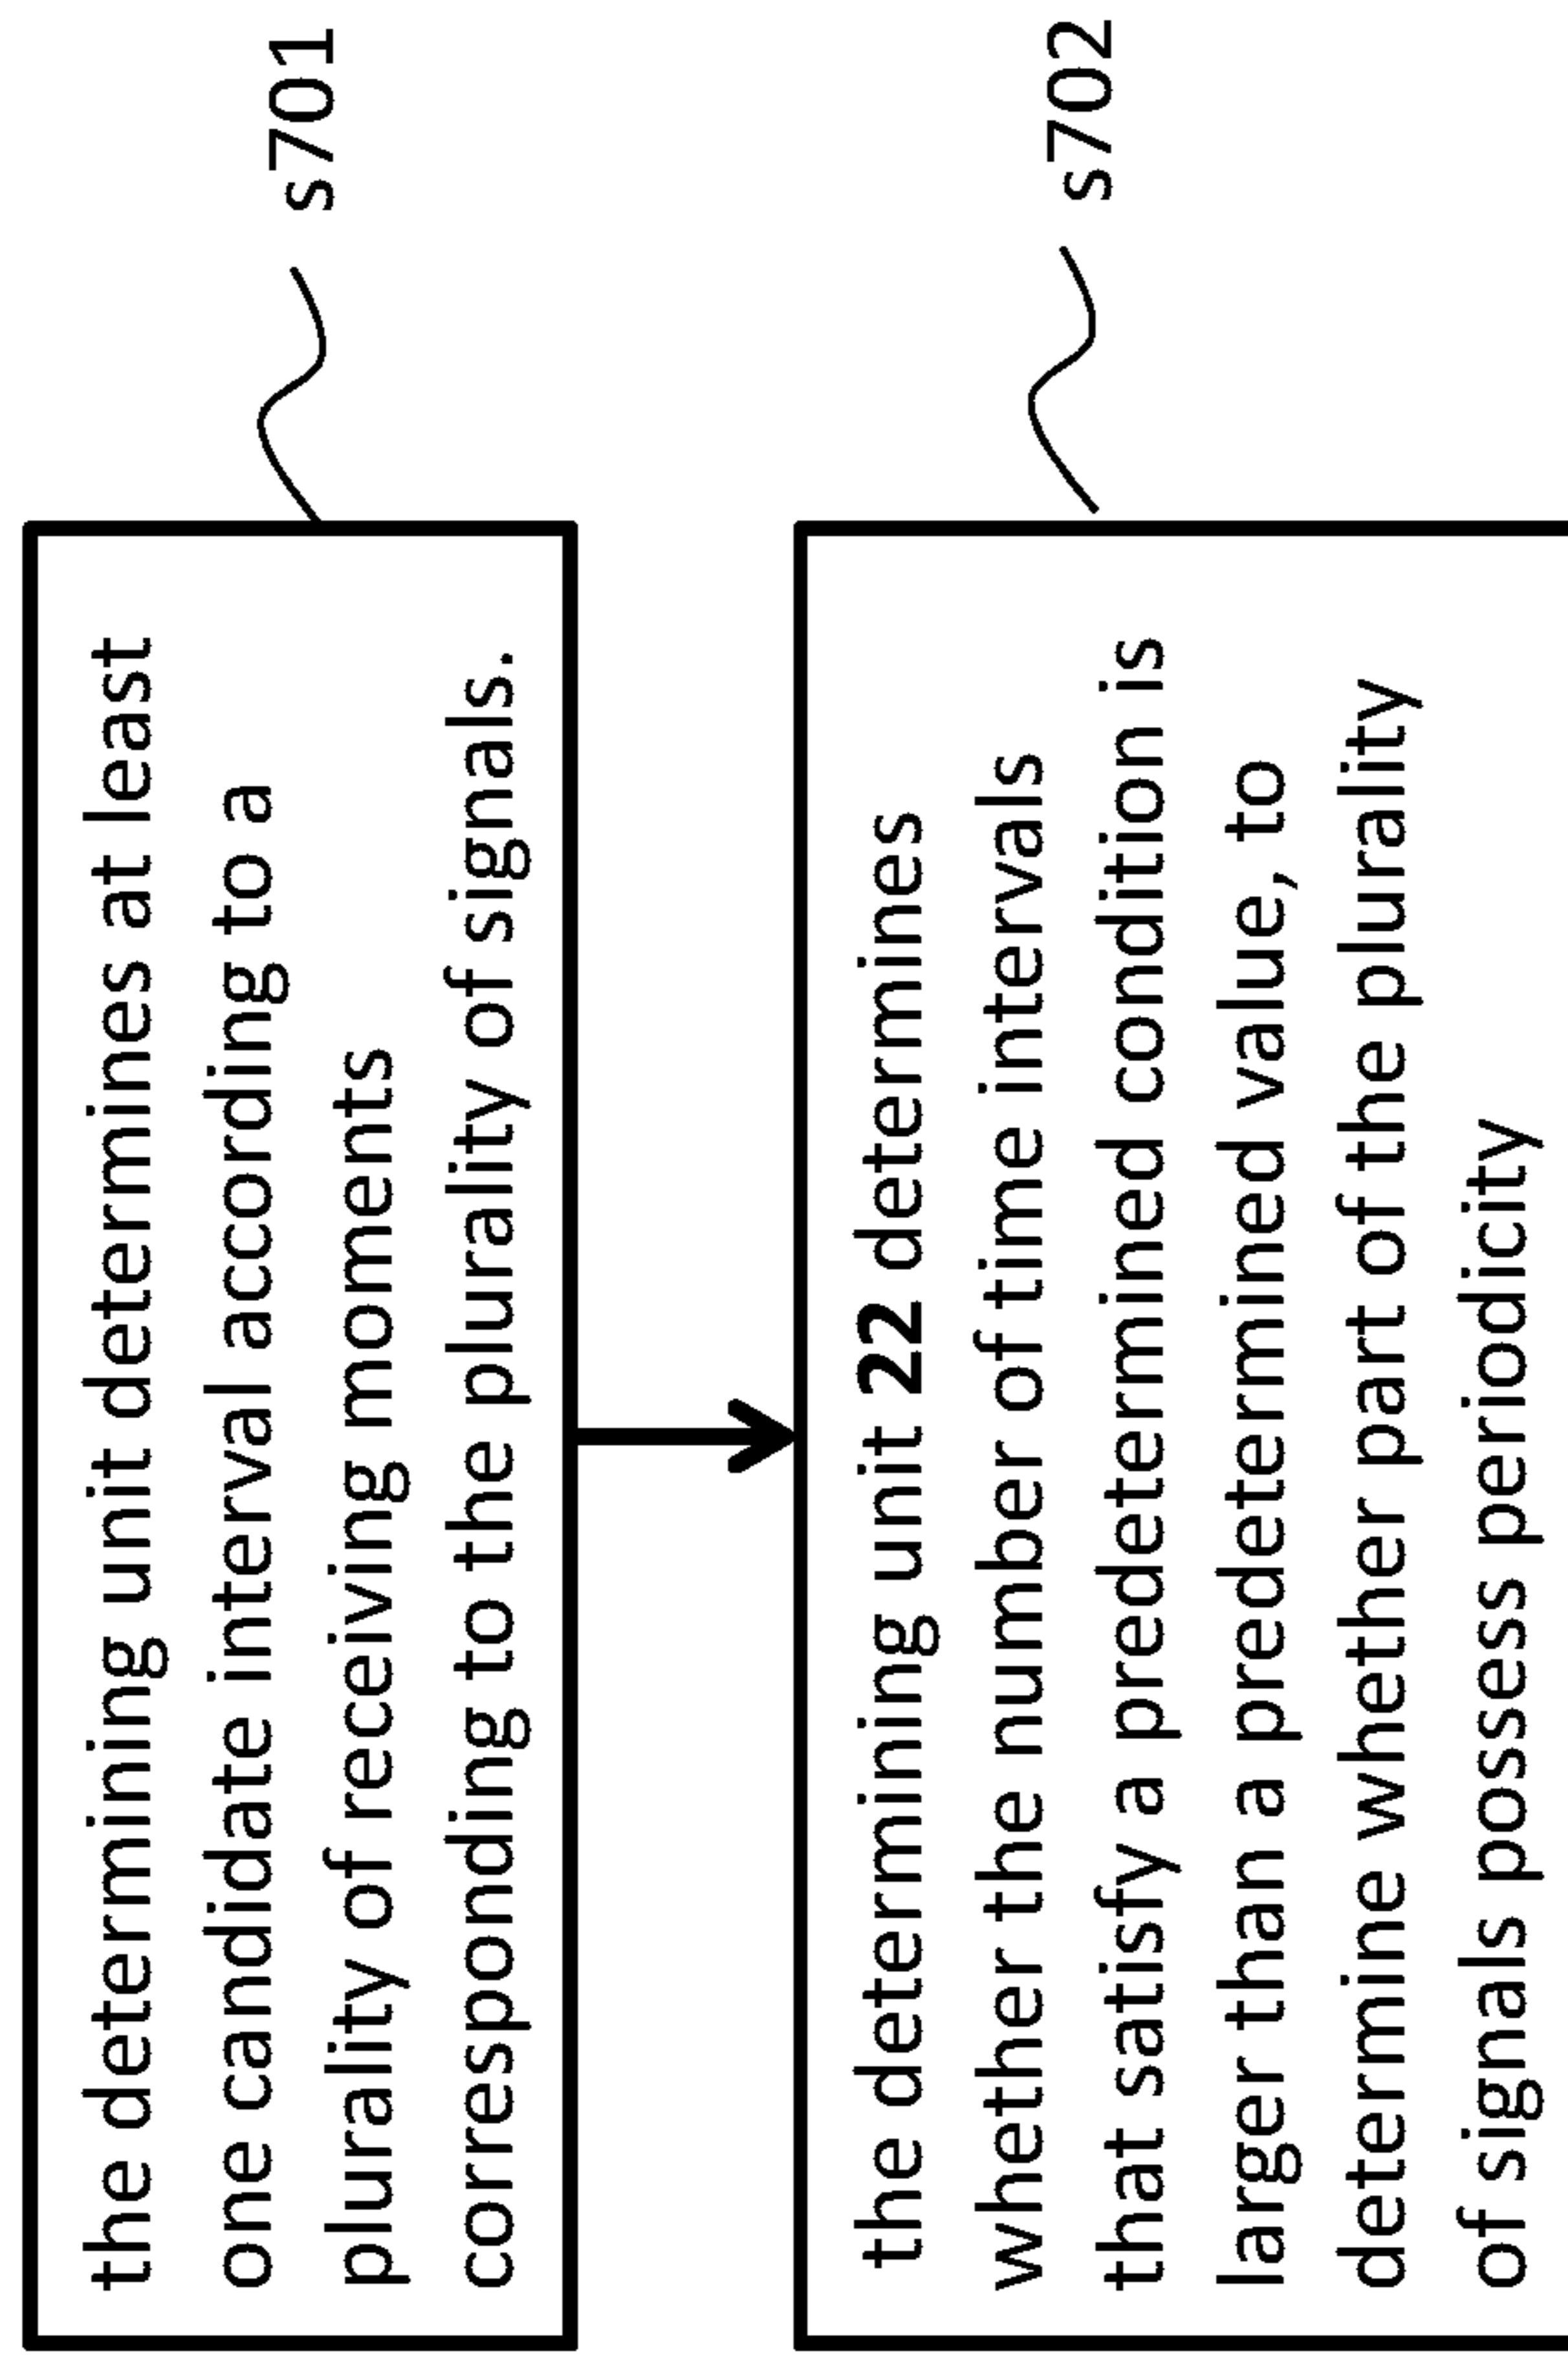 the determining unit determines at least
one candidate interval according to a
plurality of receiving moments
corresponding to the plurality of signals.
s701
the determining unit 22 determines
whether the number of time intervals
that satisfy a predetermined condition is
larger than a predetermined value, to
determine whether part of the plurality
of signals possess periodicity
s702